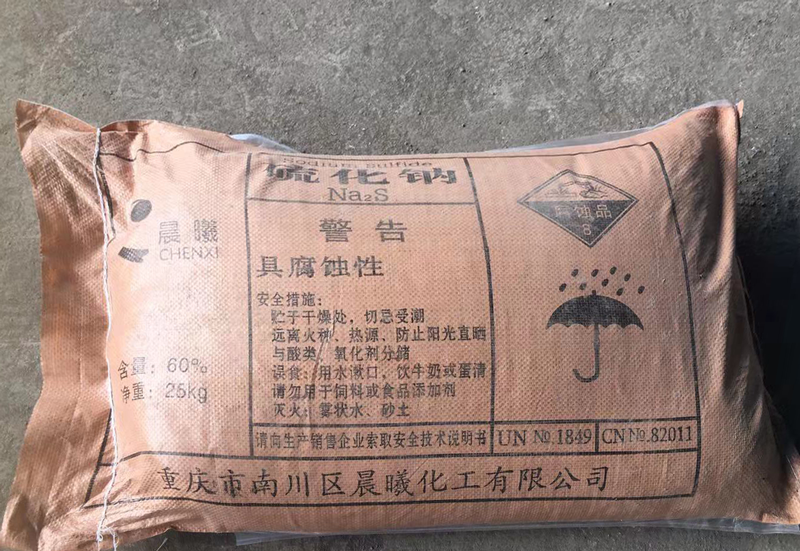 Sodium sulfide
硫化钠
Na₂S
警告
具腐蚀性
安全措施：
贮于干燥处，切忌受潮
远离火种、热源，防止阳光直晒
与酸类、氧化剂分储
误食：用水漱口，饮牛奶或蛋清
请勿用于饲料或食品添加剂
灭火：雾状水、砂土
请向生产销售企业索取安全技术说明书
晨曦
CHENXI
含量：60%
净重：25kg
腐蚀品
8
UN №.1849
CN №.82011
重庆市南川区晨曦化工有限公司